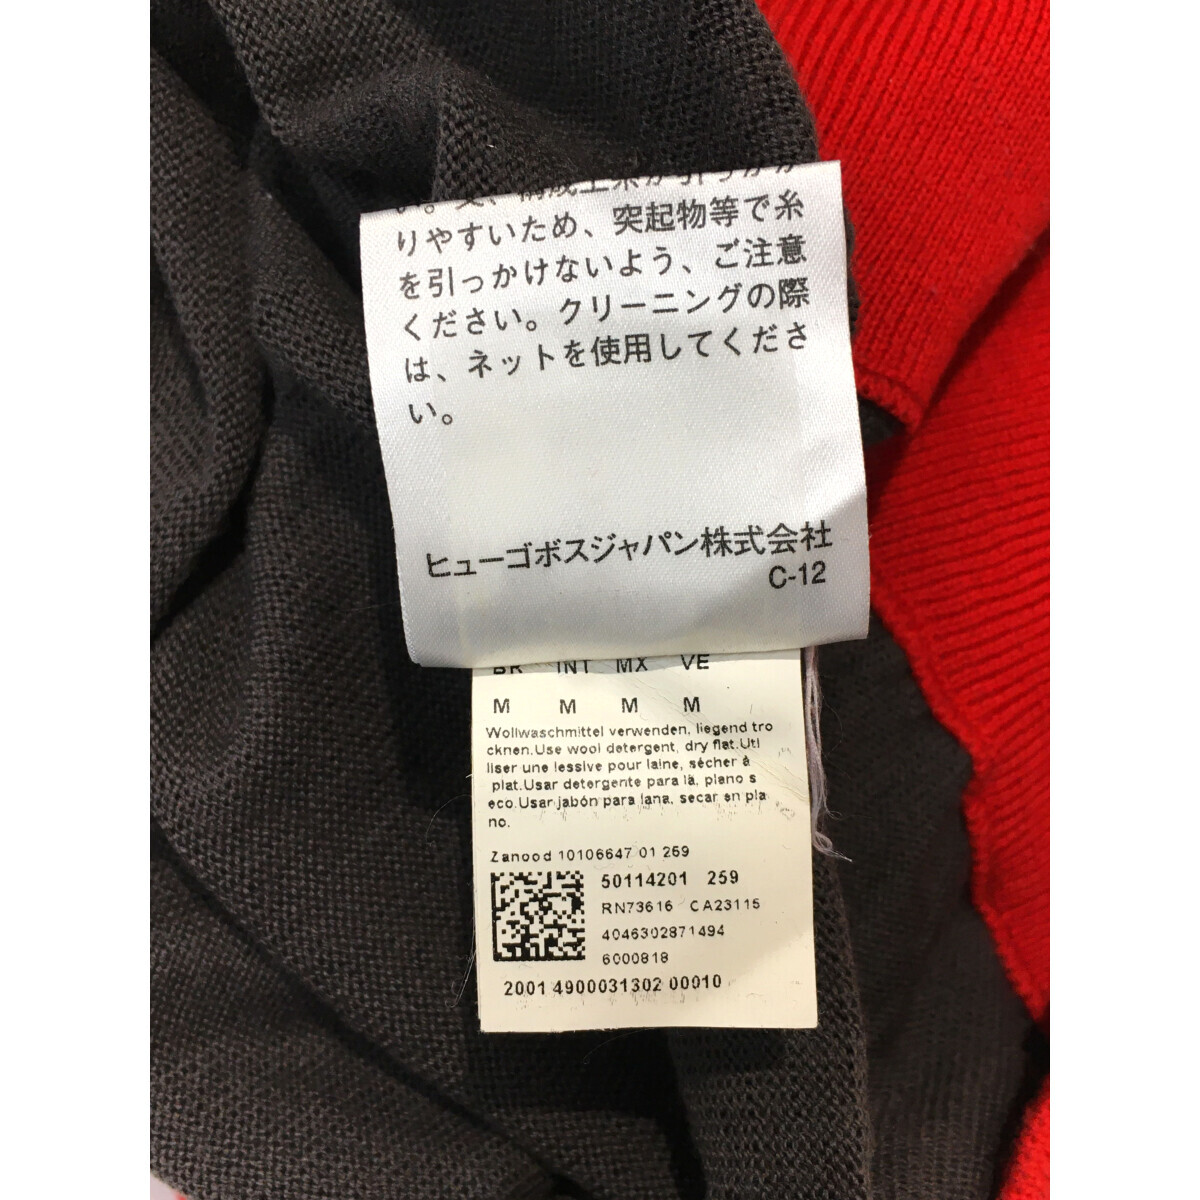 りやすいため、突起物等で糸
を引っかけないよう、ご注意
ください。クリーニングの際
は、ネットを使用してくださ
い。
ヒューゴボスジャパン株式会社
C-12
BR INT MX VE
M M M M
Wollwaschmittel verwenden, liegend tro
cknen.Use wool detergent, dry flat.Uti
liser une lessive pour laine, sécher à
plat.Usar detergente para lã, plano s
eco.Usar jabón para lana, secar en pla
no.
Zanood 10106647 01 259
50114201 259
RN73616 CA23115
4046302871494
6000818
2001 4900031302 00010